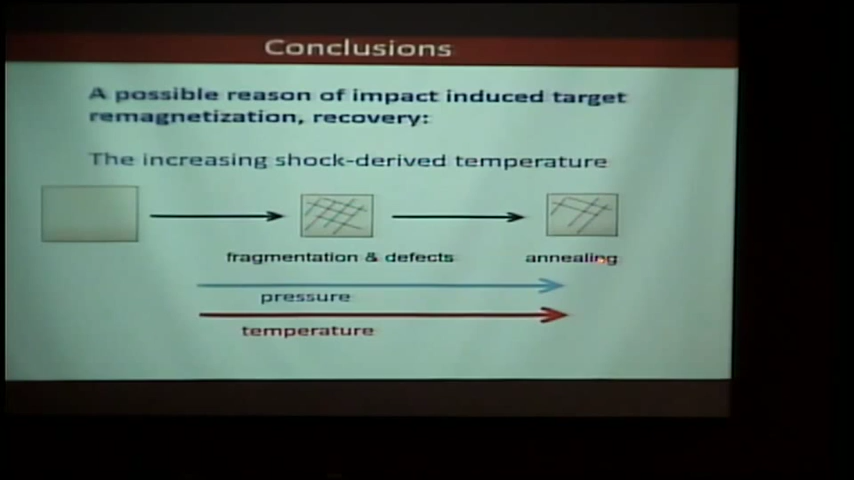 Conclusions
A possible reason of impact induced target
remagnetization, recovery:
The increasing shock-derived temperature
fragmentation & defects
annealing
pressure
temperature